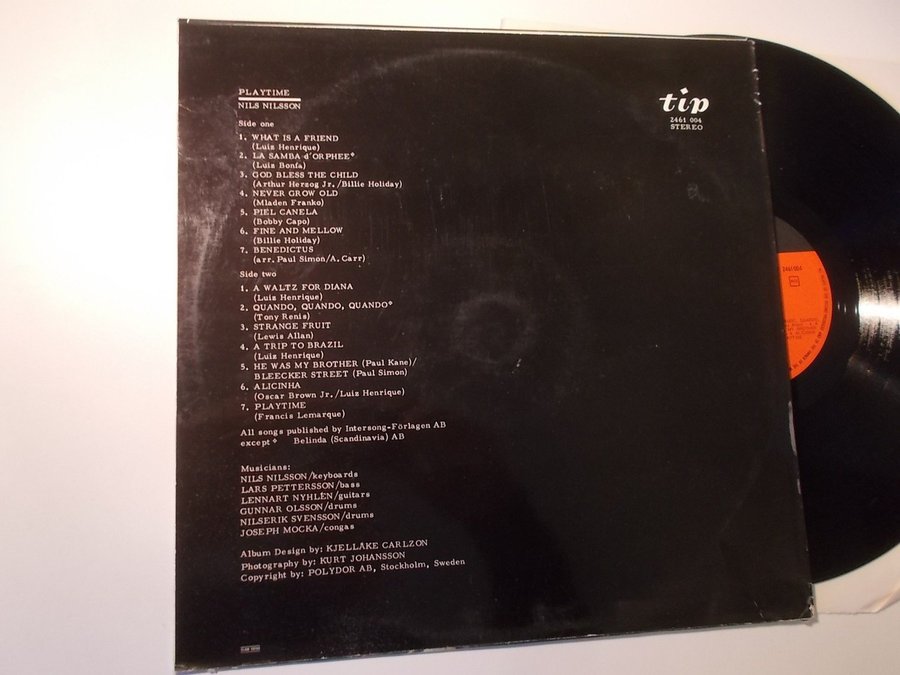 PLAYTIME
NILS NILSSON
Side one
1. WHAT IS A FRIEND
(Luiz Henrique)
2. LA SAMBA d'ORPHEE*
(Luiz Bonfa)
3. GOD BLESS THE CHILD
(Arthur Herzog Jr./Billie Holiday)
4. NEVER GROW OLD
(Mladen Franko)
5. PIEL CANELA
(Bobby Capo)
6. FINE AND MELLOW
(Billie Holiday)
7. BENEDICTUS
(arr. Paul Simon/A. Carr)
Side two
1. A WALTZ FOR DIANA
(Luiz Henrique)
2. QUANDO, QUANDO, QUANDO*
(Tony Renis)
3. STRANGE FRUIT
(Lewis Allan)
4. A TRIP TO BRAZIL
(Luiz Henrique)
5. HE WAS MY BROTHER (Paul Kane)/
BLEECKER STREET (Paul Simon)
6. ALICINHA
(Oscar Brown Jr./Luiz Henrique)
7. PLAYTIME
(Francis Lemarque)
All songs published by Intersong-Förlagen AB
except * Belinda (Scandinavia) AB
Musicians:
NILS NILSSON/keyboards
LARS PETTERSSON/bass
LENNART NYHLÉN/guitars
GUNNAR OLSSON/drums
NILSERIK SVENSSON/drums
JOSEPH MOCKA/congas
Album Design by: KJELLÅKE CARLZON
Photography by: KURT JOHANSSON
Copyright by: POLYDOR AB, Stockholm, Sweden
tip
2461 004
STEREO
2461004